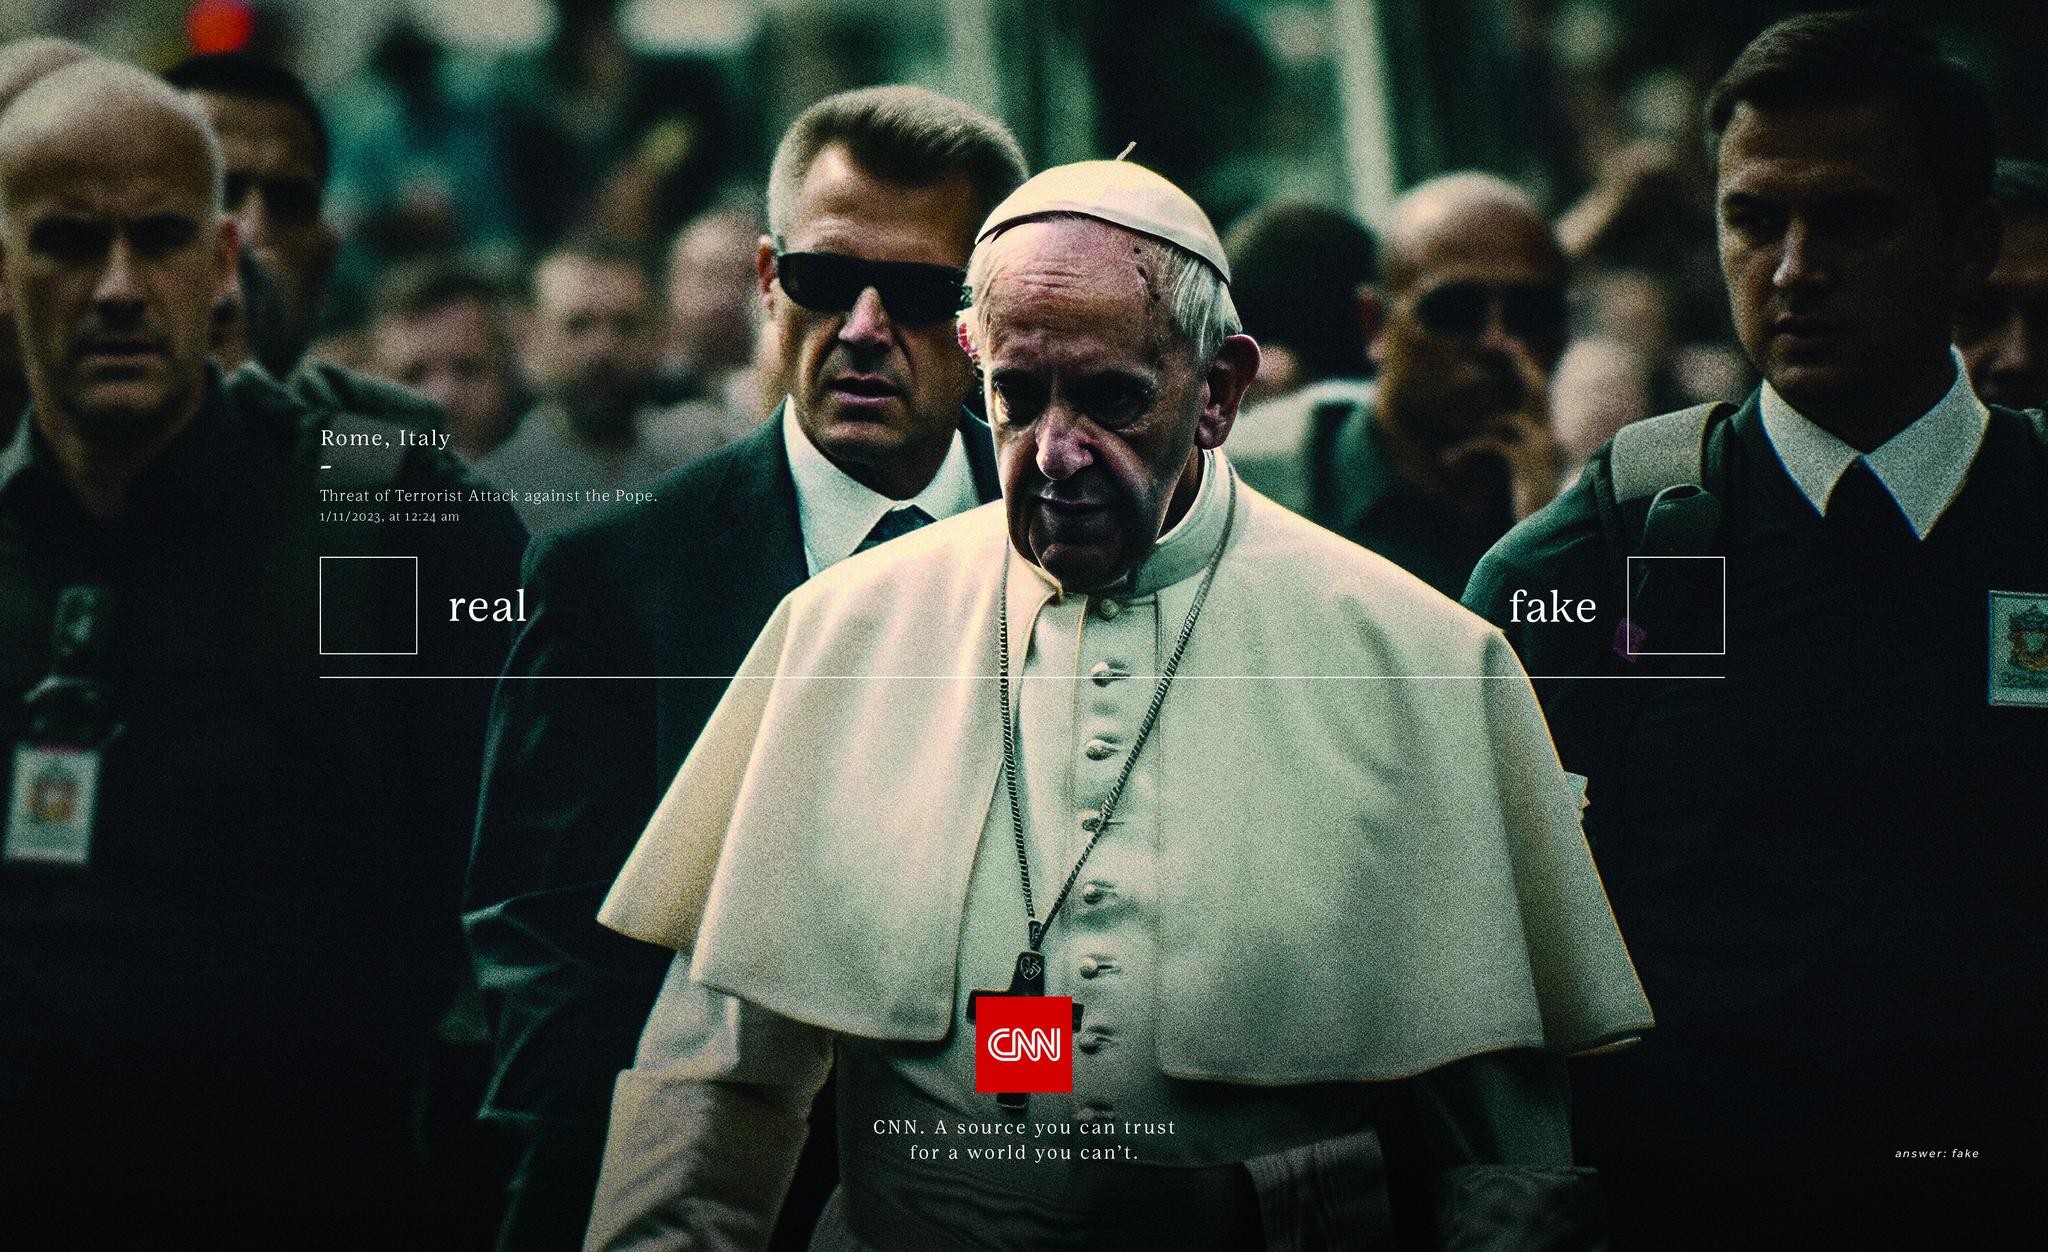 Rome, Italy
-
Threat of Terrorist Attack against the Pope.
1/11/2023, at 12:24 am
real
fake
CNN
CNN. A source you can trust
for a world you can't.
answer: fake